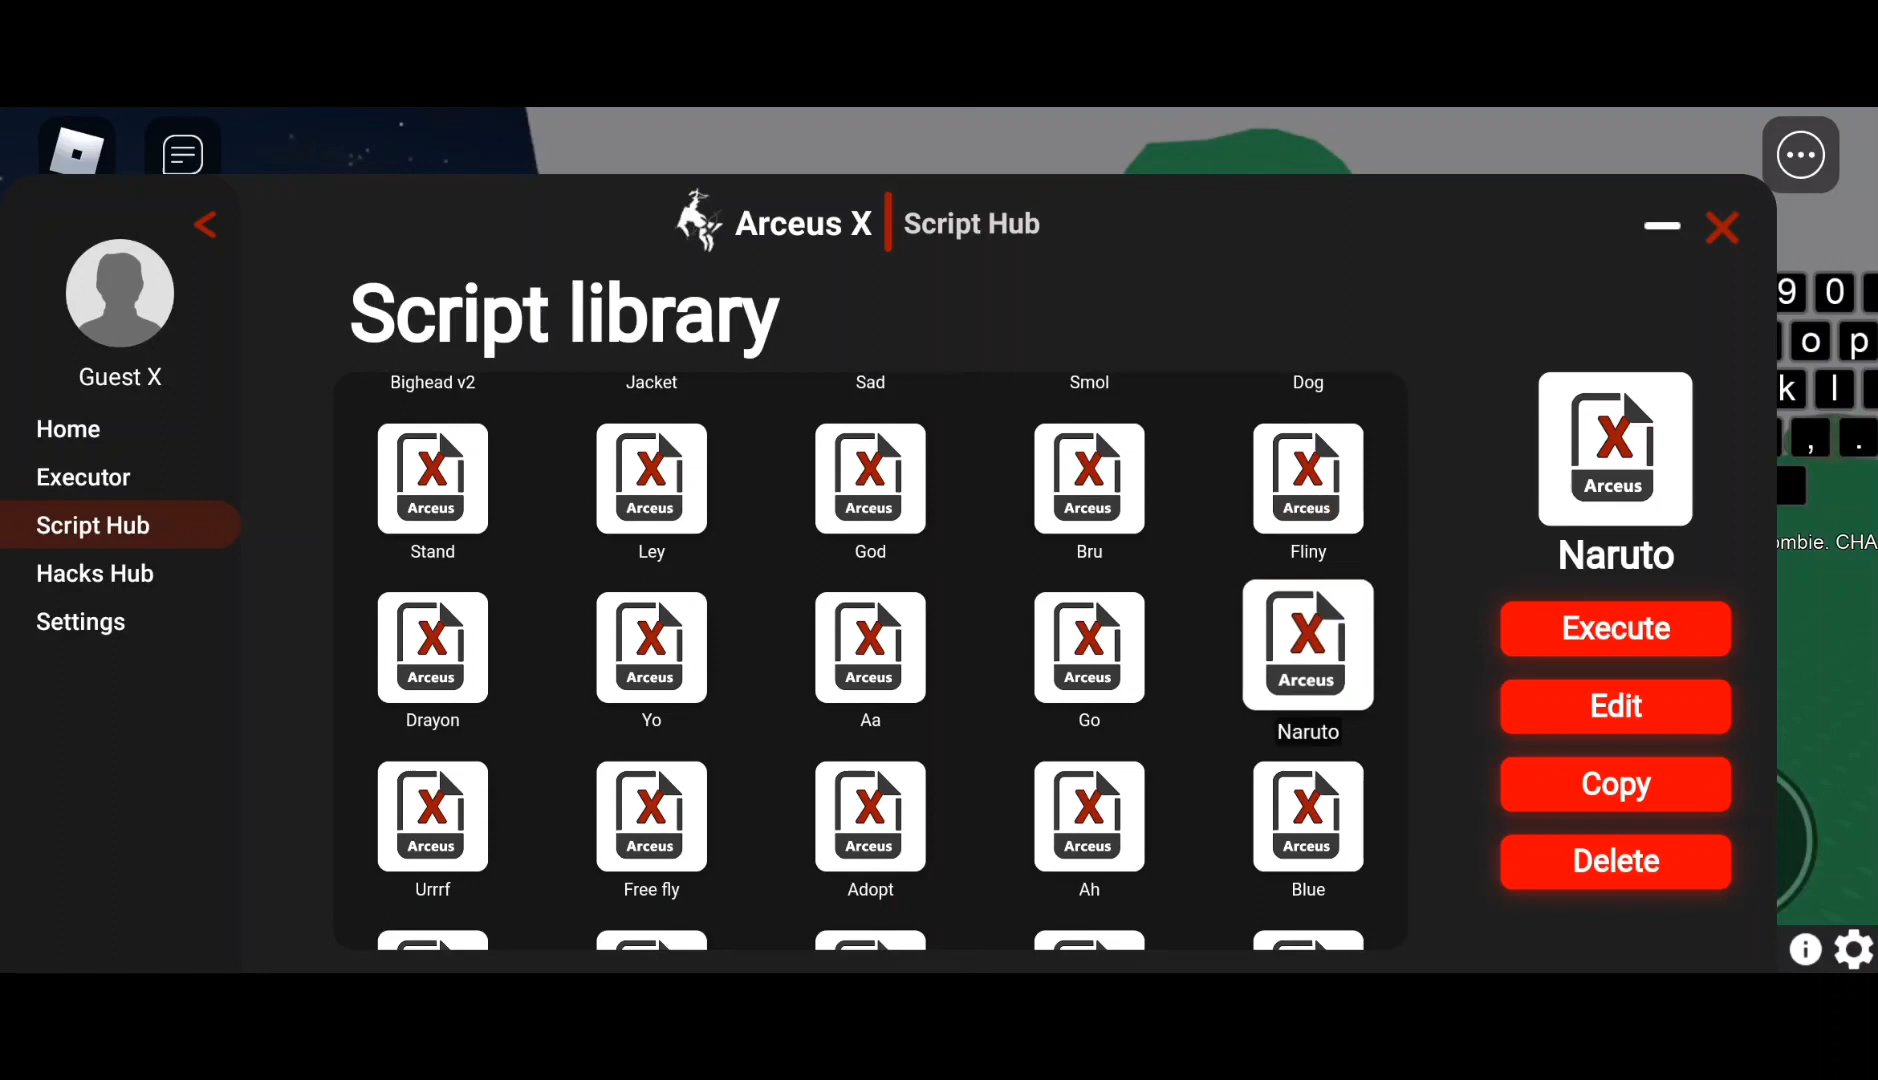 Arceus X | Script Hub
<
Guest X
Home
Executor
Script Hub
Hacks Hub
Settings
Script library
Bighead v2 Jacket Sad Smol Dog
X X X X X
Arceus Arceus Arceus Arceus Arceus
Stand Ley God Bru Fliny
X X X X X
Arceus Arceus Arceus Arceus Arceus
Drayon Yo Aa Go Naruto
X X X X X
Arceus Arceus Arceus Arceus Arceus
Urrrf Free fly Adopt Ah Blue
X
Arceus
Naruto
Execute
Edit
Copy
Delete
9 0
o p
k l
, .
ombie. CHA
i